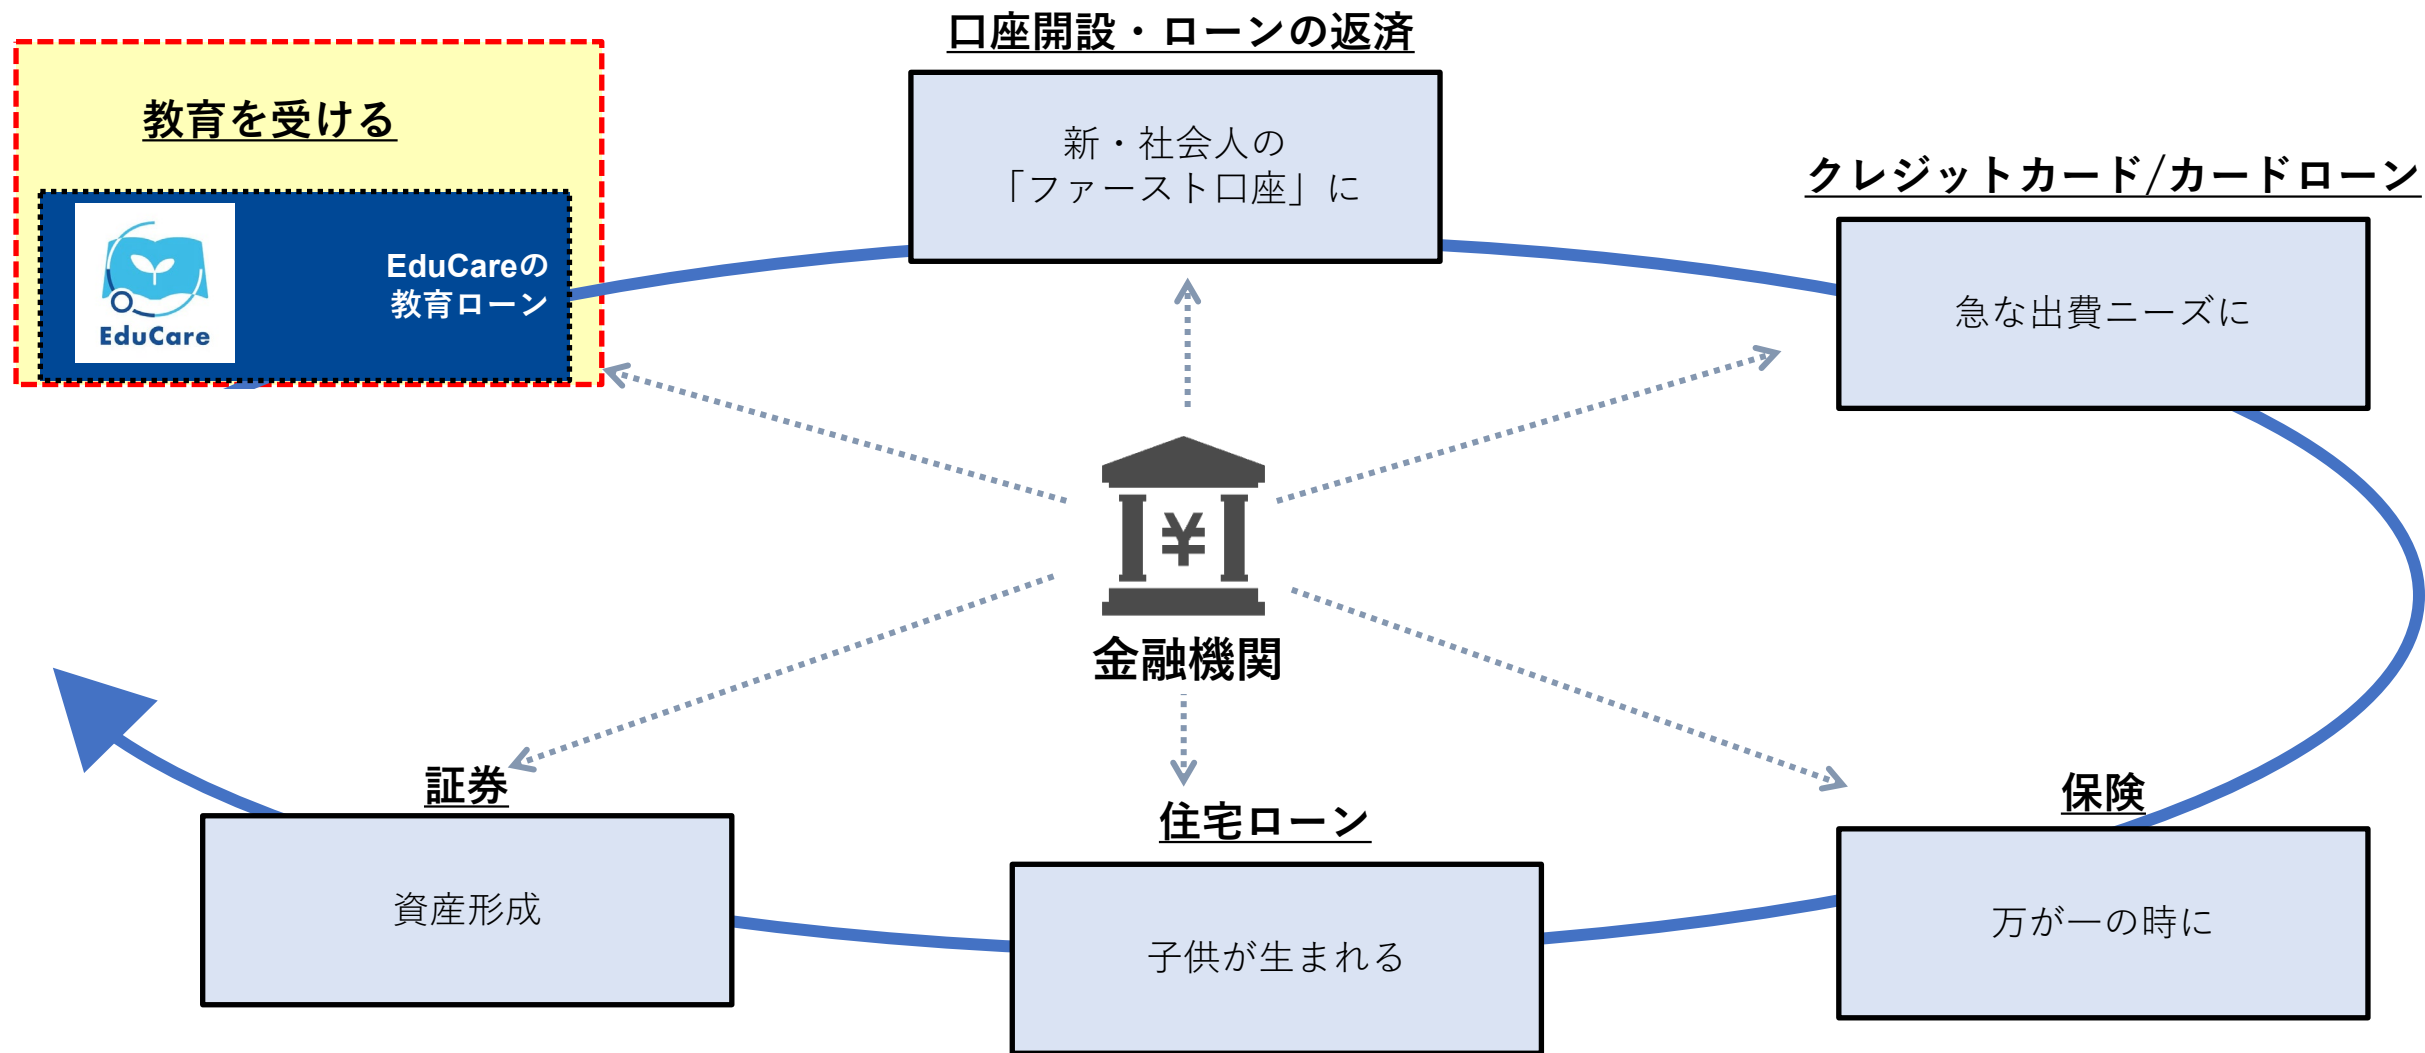 口座開設・ローンの返済
教育を受ける
新・社会人の
「ファースト口座」に
クレジットカード/カードローン
EduCareの
教育ローン
EduCare
急な出費ニーズに
¥
金融機関
証券
住宅ローン
保険
資産形成
子供が生まれる
万が一の時に